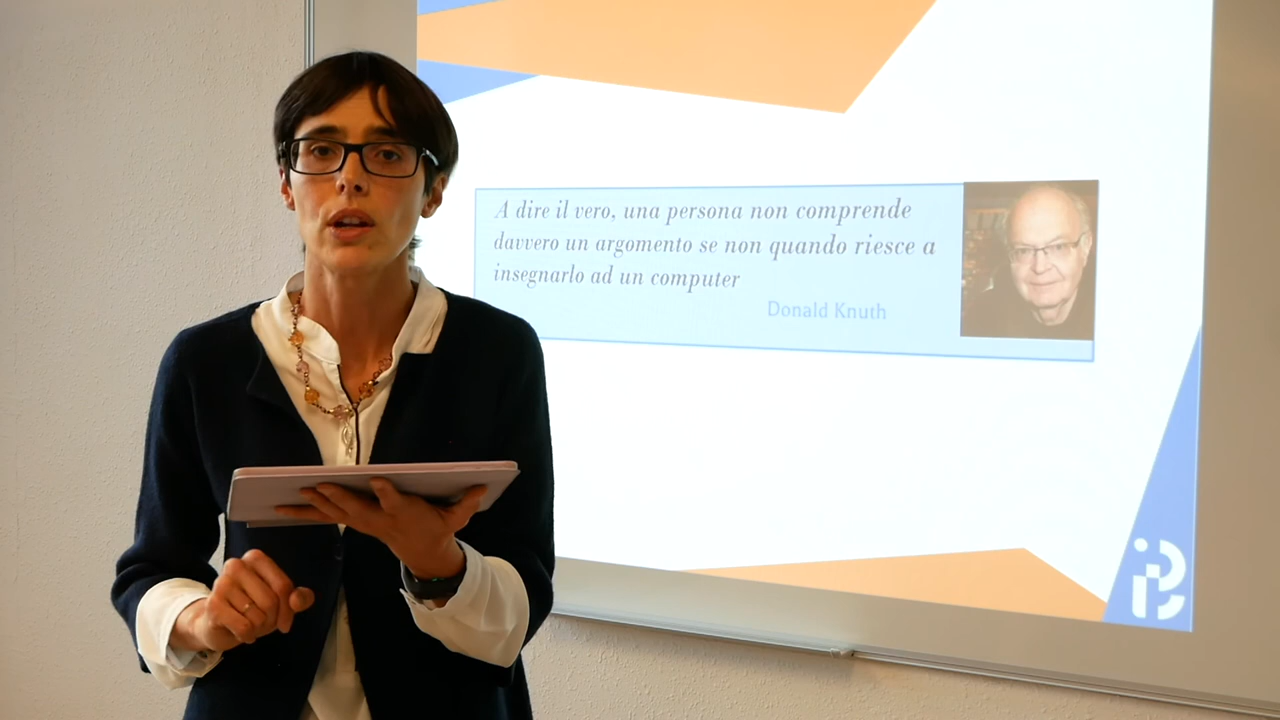 A dire il vero, una persona non comprende
davvero un argomento se non quando riesce a
insegnarlo ad un computer
Donald Knuth